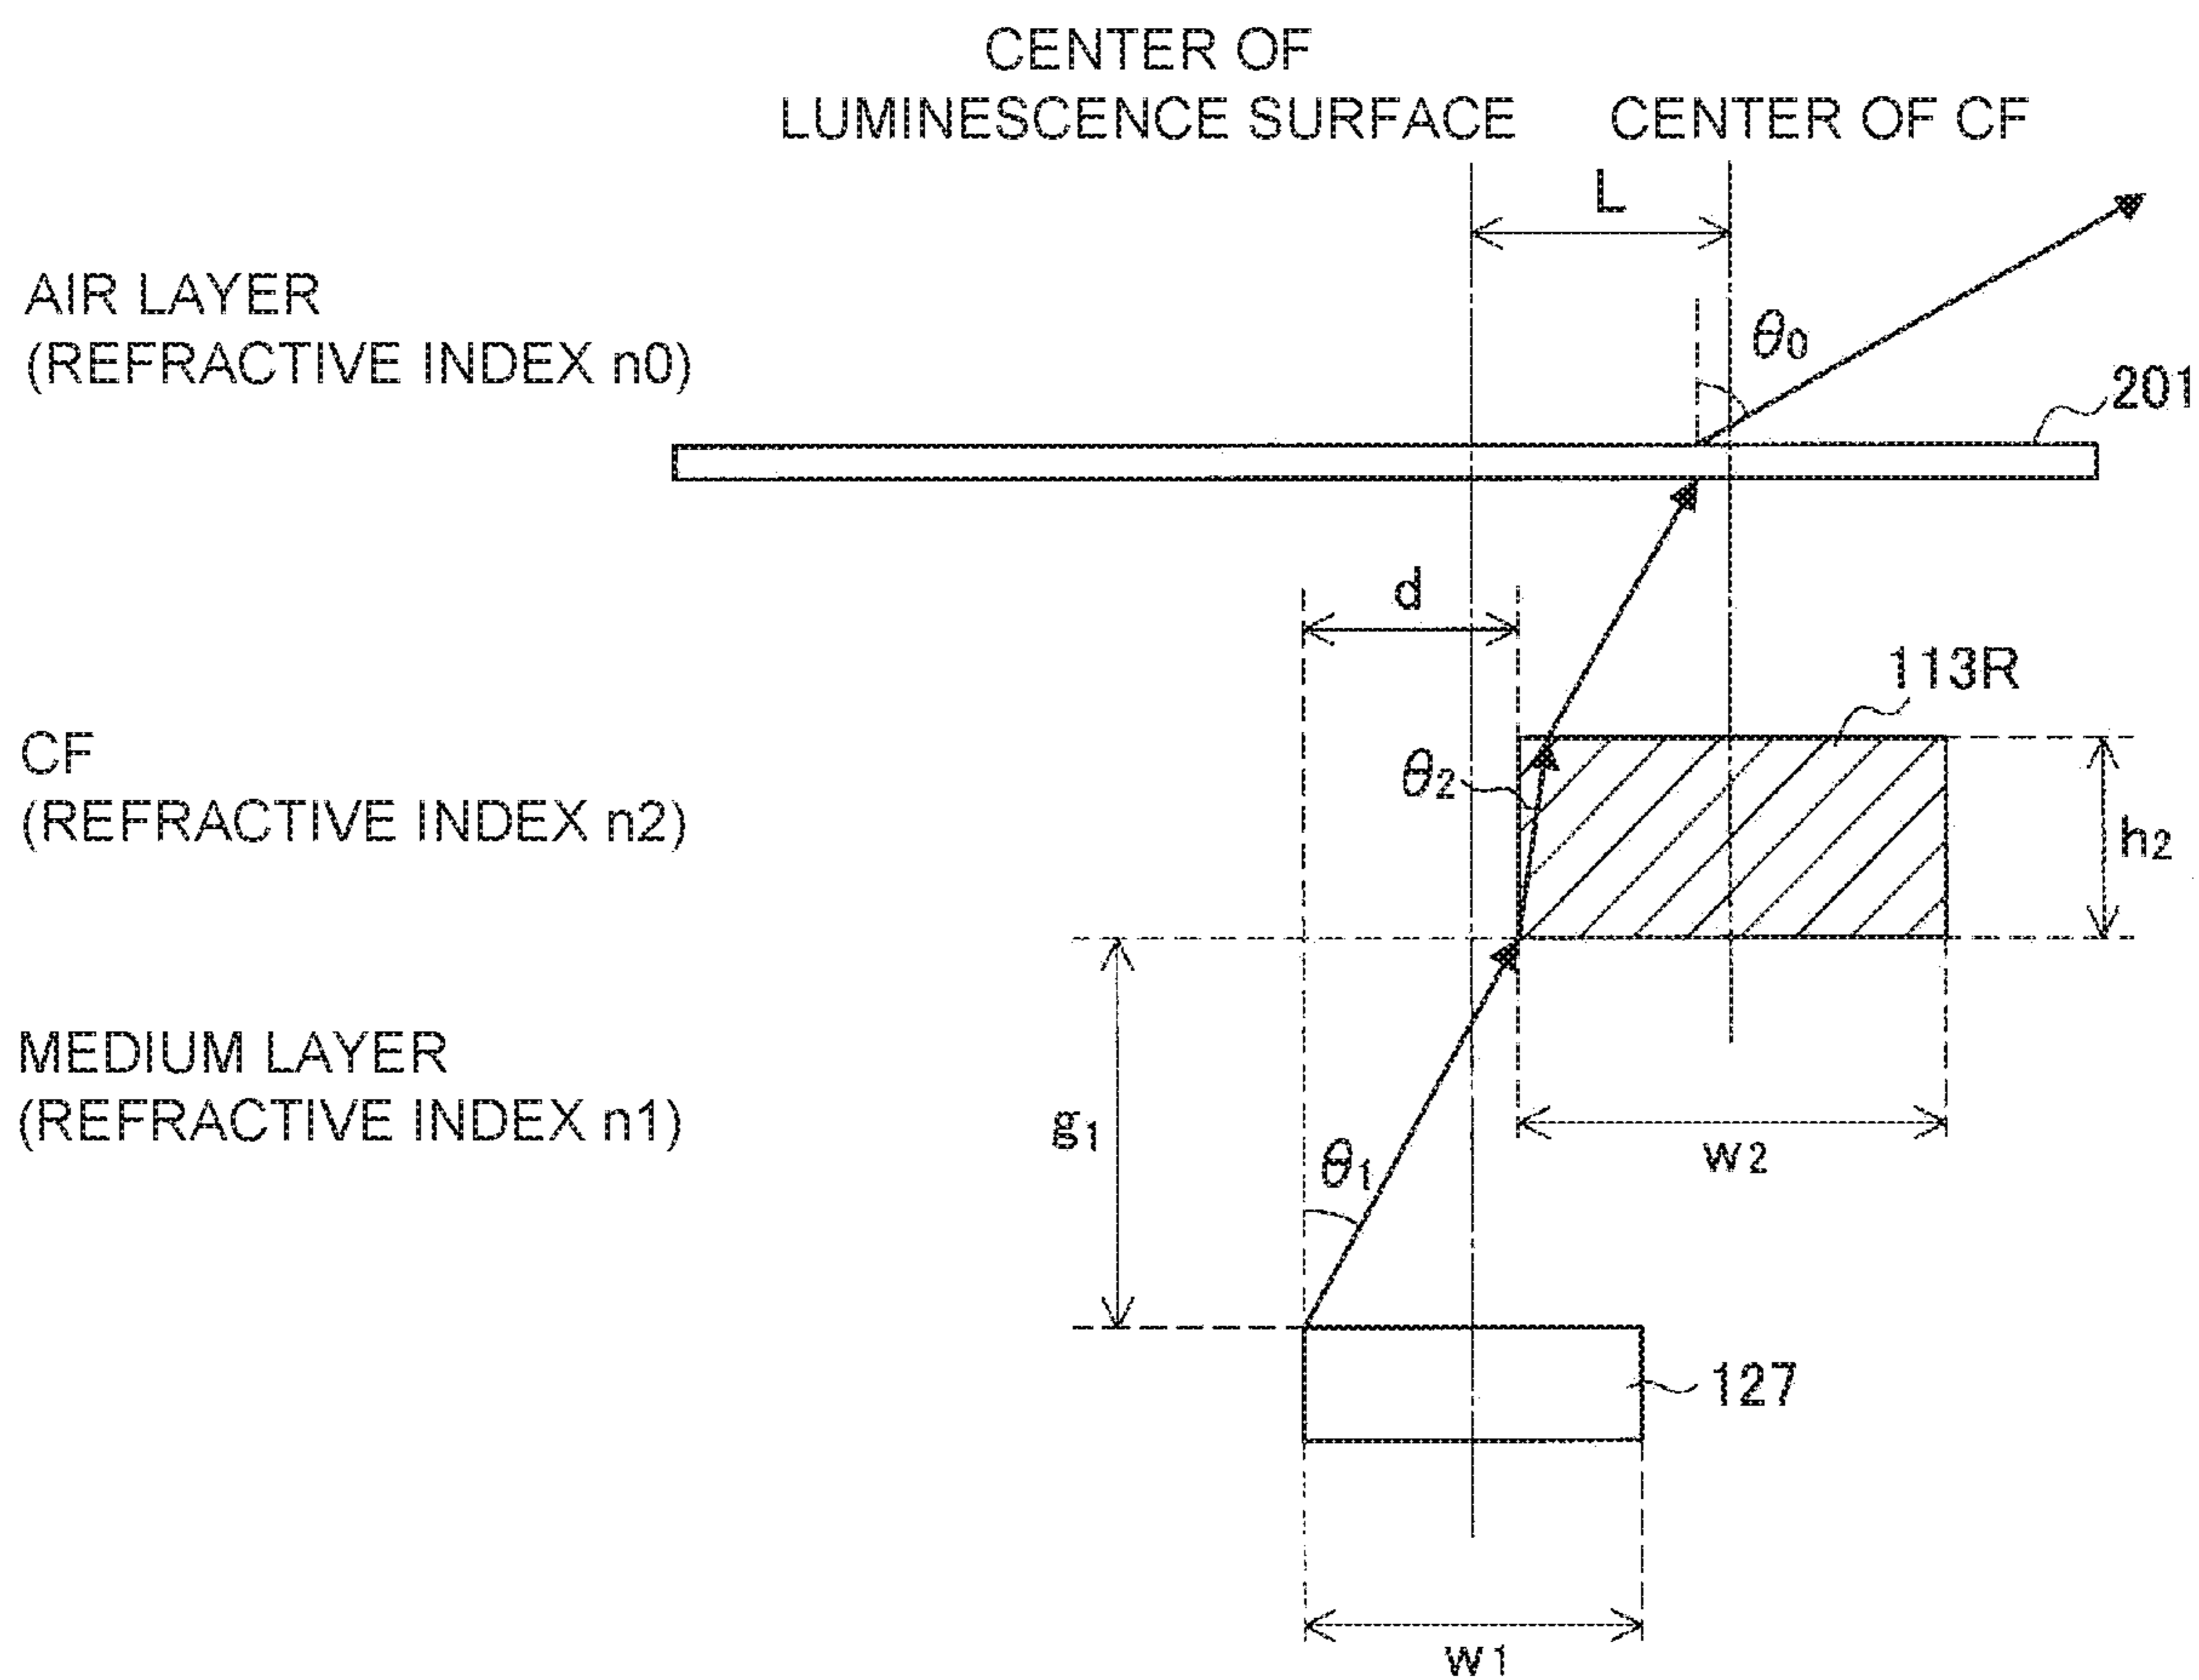 CENTER OF
LUMINESCENCE SURFACE
CENTER OF CF
L
AIR LAYER
(REFRACTIVE INDEX n0)
θ0
201
d
113R
CF
(REFRACTIVE INDEX n2)
θ2
h2
MEDIUM LAYER
(REFRACTIVE INDEX n1)
g1
θ1
w2
127
w1